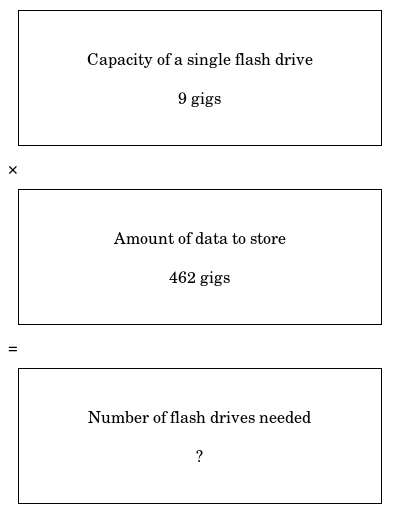 Capacity of a single flash drive
9 gigs
×
Amount of data to store
462 gigs
=
Number of flash drives needed
?